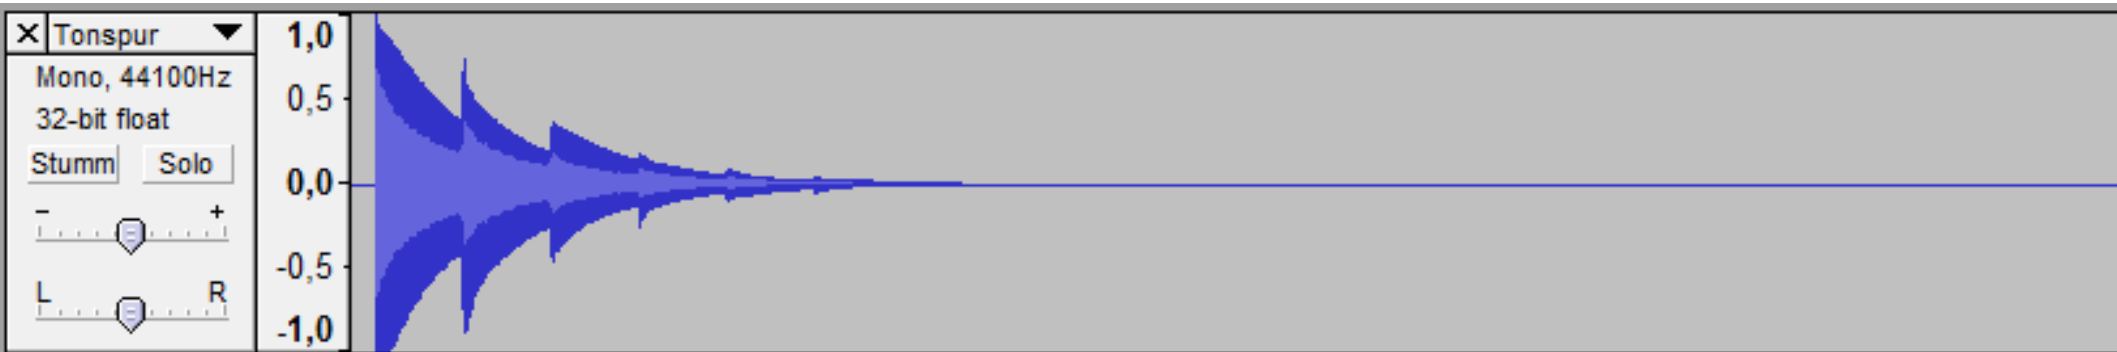 X Tonspur
Mono, 44100Hz
32-bit float
Stumm Solo
- +
L R
1,0
0,5
0,0
-0,5
-1,0